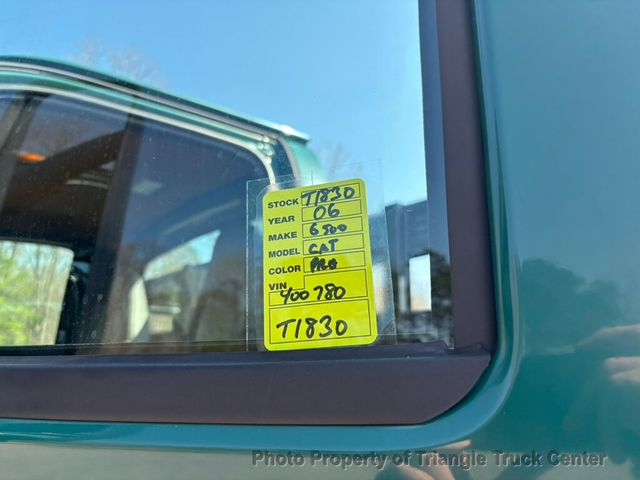 STOCK T1830
YEAR 06
MAKE 6500
MODEL CAT
COLOR
VIN
400780
T1830
Photo Property of Triangle Truck Center